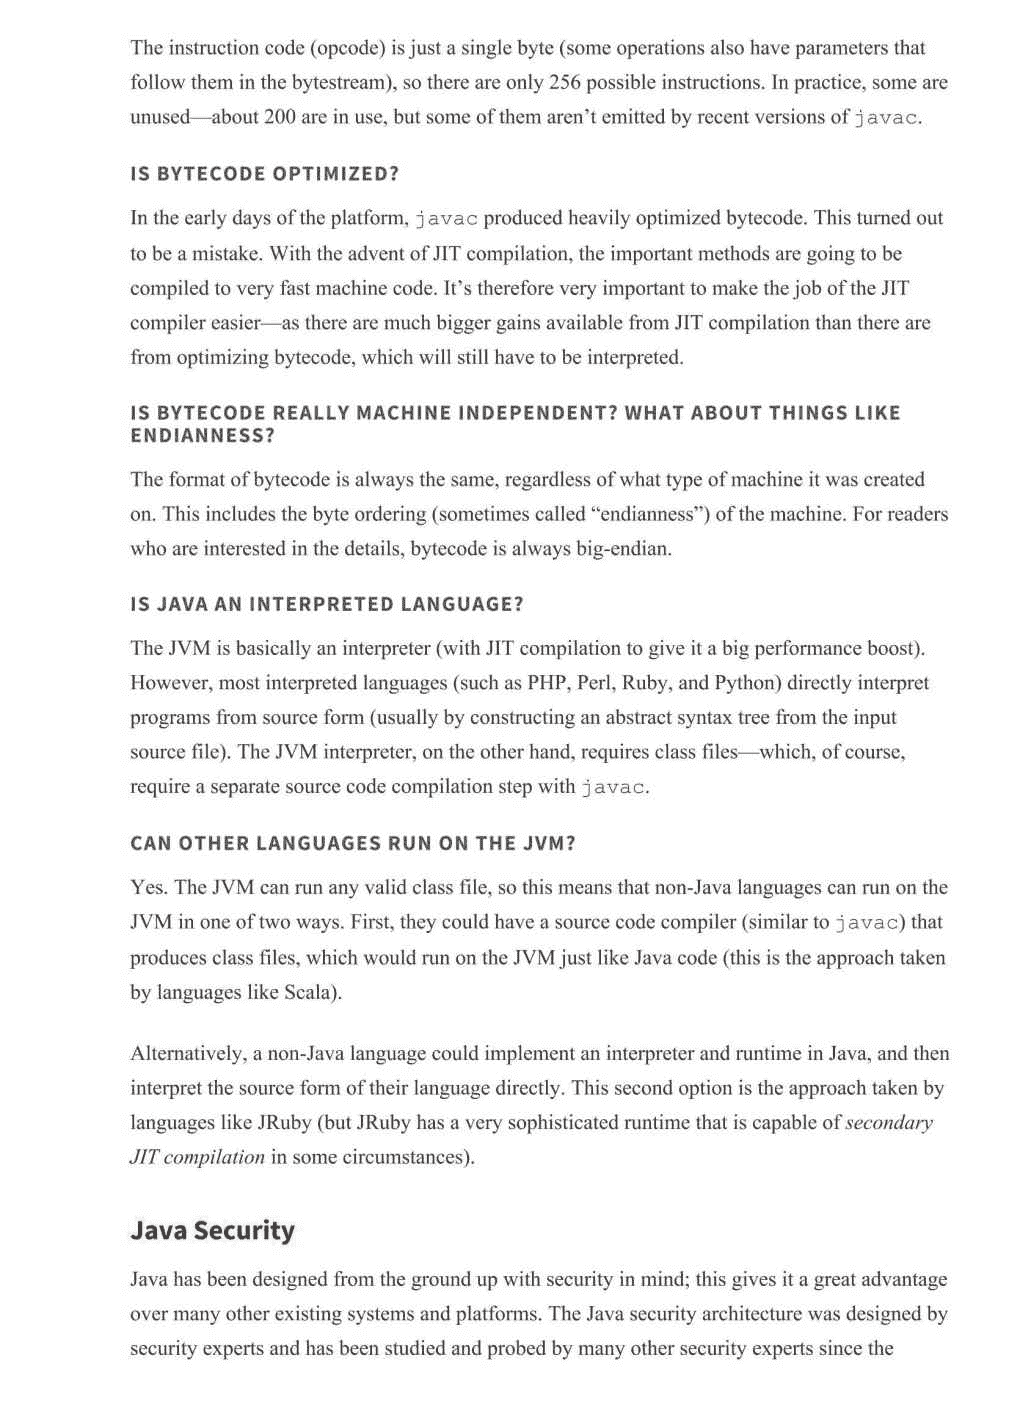 The instruction code (opcode) is just a single byte (some operations also have parameters that
follow them in the bytestream), so there are only 256 possible instructions. In practice, some are
unused—about 200 are in use, but some of them aren’t emitted by recent versions of javac.
IS BYTECODE OPTIMIZED?
In the early days of the platform, javac produced heavily optimized bytecode. This turned out
to be a mistake. With the advent of JIT compilation, the important methods are going to be
compiled to very fast machine code. It’s therefore very important to make the job of the JIT
compiler easier—as there are much bigger gains available from JIT compilation than there are
from optimizing bytecode, which will still have to be interpreted.
IS BYTECODE REALLY MACHINE INDEPENDENT? WHAT ABOUT THINGS LIKE
ENDIANNESS?
The format of bytecode is always the same, regardless of what type of machine it was created
on. This includes the byte ordering (sometimes called “endianness”) of the machine. For readers
who are interested in the details, bytecode is always big-endian.
IS JAVA AN INTERPRETED LANGUAGE?
The JVM is basically an interpreter (with JIT compilation to give it a big performance boost).
However, most interpreted languages (such as PHP, Perl, Ruby, and Python) directly interpret
programs from source form (usually by constructing an abstract syntax tree from the input
source file). The JVM interpreter, on the other hand, requires class files—which, of course,
require a separate source code compilation step with javac.
CAN OTHER LANGUAGES RUN ON THE JVM?
Yes. The JVM can run any valid class file, so this means that non-Java languages can run on the
JVM in one of two ways. First, they could have a source code compiler (similar to javac) that
produces class files, which would run on the JVM just like Java code (this is the approach taken
by languages like Scala).
Alternatively, a non-Java language could implement an interpreter and runtime in Java, and then
interpret the source form of their language directly. This second option is the approach taken by
languages like JRuby (but JRuby has a very sophisticated runtime that is capable of secondary
JIT compilation in some circumstances).
Java Security
Java has been designed from the ground up with security in mind; this gives it a great advantage
over many other existing systems and platforms. The Java security architecture was designed by
security experts and has been studied and probed by many other security experts since the